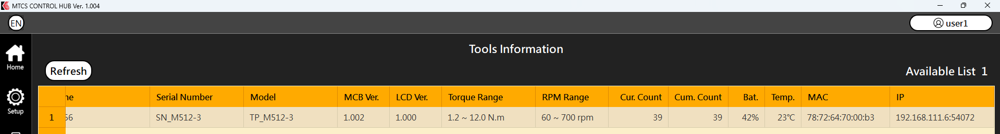 MTCS CONTROL HUB Ver. 1.004
EN
user1
Tools Information
Home
Refresh
Available List 1
ne Serial Number Model MCB Ver. LCD Ver. Torque Range RPM Range Cur. Count Cum. Count Bat. Temp. MAC IP
1 56 SN_M512-3 TP_M512-3 1.002 1.000 1.2 ~ 12.0 N.m 60 ~ 700 rpm 39 39 42% 23℃ 78:72:64:70:00:b3 192.168.111.6:54072
Setup